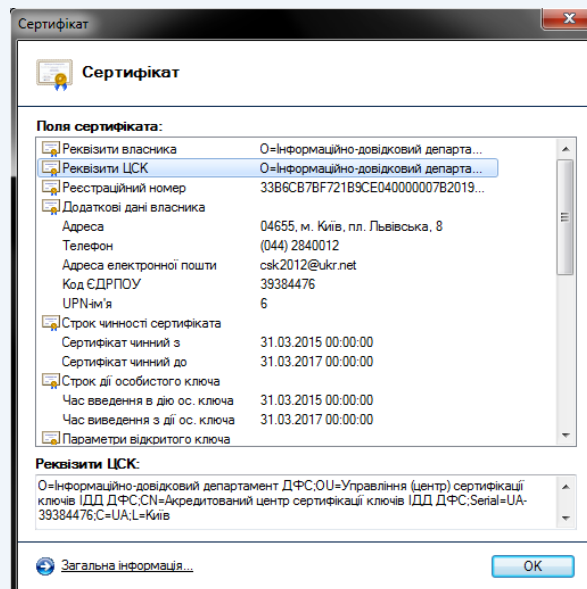 Сертифікат
Сертифікат
Поля сертифіката:
Реквізити власника О=Інформаційно-довідковий департа...
Реквізити ЦСК О=Інформаційно-довідковий департа...
Реєстраційний номер 33B6CB7BF721B9CE040000007B2019...
Додаткові дані власника
Адреса 04655, м. Київ, пл. Львівська, 8
Телефон (044) 2840012
Адреса електронної пошти csk2012@ukr.net
Код ЄДРПОУ 39384476
UPN-ім'я 6
Строк чинності сертифіката
Сертифікат чинний з 31.03.2015 00:00:00
Сертифікат чинний до 31.03.2017 00:00:00
Строк дії особистого ключа
Час введення в дію ос. ключа 31.03.2015 00:00:00
Час виведення з дії ос. ключа 31.03.2017 00:00:00
Параметри відкритого ключа
Реквізити ЦСК:
О=Інформаційно-довідковий департамент ДФС;OU=Управління (центр) сертифікації
ключів ІДД ДФС;CN=Акредитований центр сертифікації ключів ІДД ДФС;Serial=UA-
39384476;C=UA;L=Київ
Загальна інформація...
OK